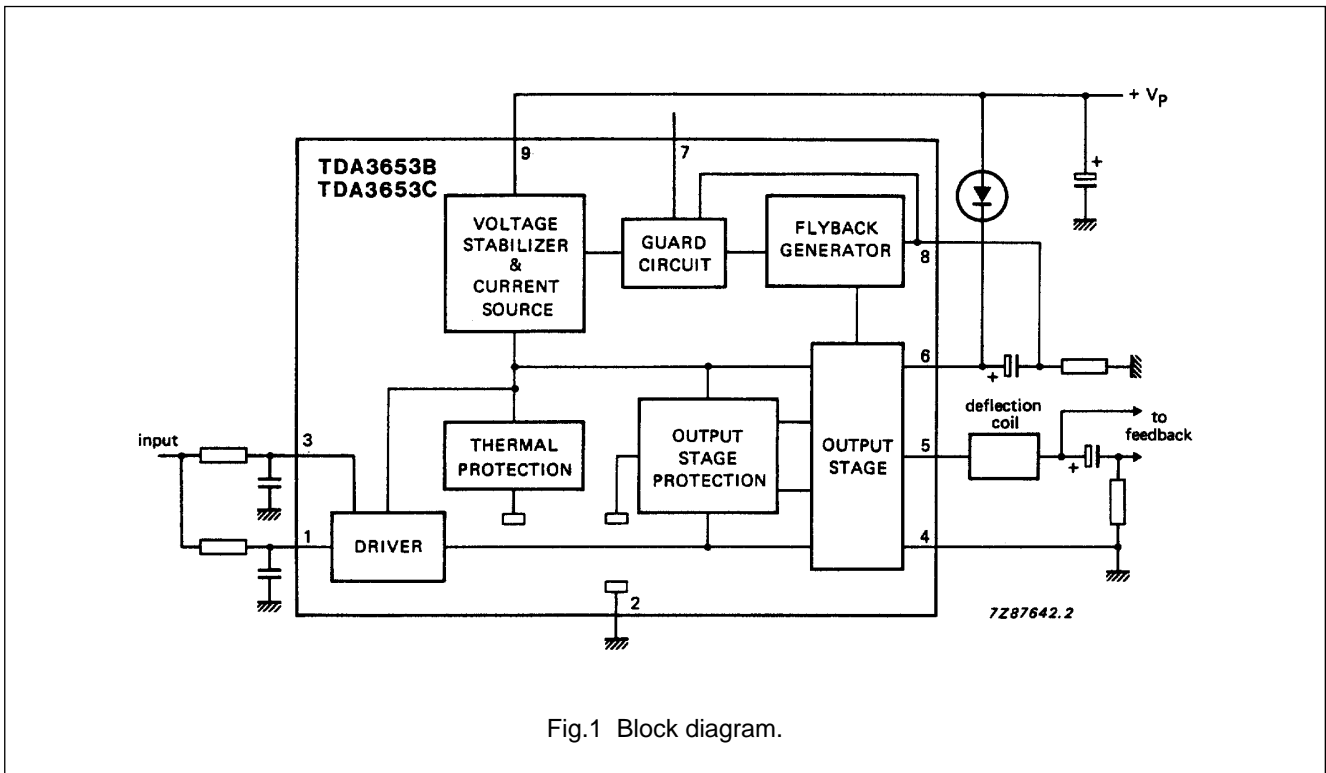 + VP
9
7
TDA3653B
TDA3653C
VOLTAGE
STABILIZER
&
CURRENT
SOURCE
GUARD
CIRCUIT
FLYBACK
GENERATOR
8
+
6
+
deflection
coil
to
feedback
input
3
THERMAL
PROTECTION
OUTPUT
STAGE
PROTECTION
OUTPUT
STAGE
5
+
1
DRIVER
4
2
7Z87642.2
Fig.1 Block diagram.